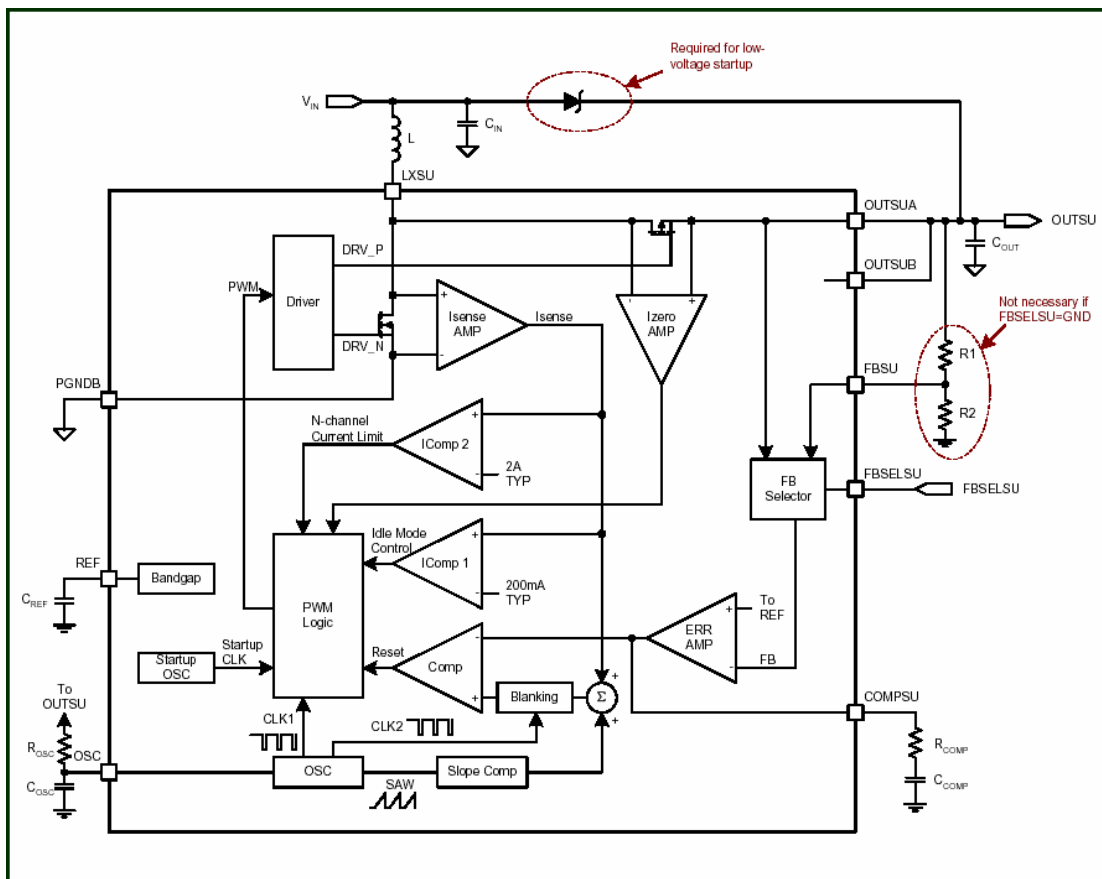 Required for low-
voltage startup
VIN
CIN
L
LXSU
OUTSUA
OUTSU
COUT
OUTSUB
DRV_P
PWM
Driver
DRV_N
+
-
Isense
AMP
Isense
-
+
Izero
AMP
Not necessary if
FBSELSU=GND
R1
R2
FBSU
PGNDB
N-channel
Current Limit
IComp 2
+
-
2A
TYP
FB
Selector
FBSELSU
FBSELSU
Idle Mode
Control
IComp 1
+
-
200mA
TYP
REF
CREF
Bandgap
PWM
Logic
ERR
AMP
+
-
To
REF
FB
Startup
OSC
Startup
CLK
Reset
Comp
-
+
Blanking
Σ
+
+
COMPSU
To
OUTSU
ROSC
OSC
COSC
CLK1
CLK2
OSC
SAW
Slope Comp
RCOMP
CCOMP